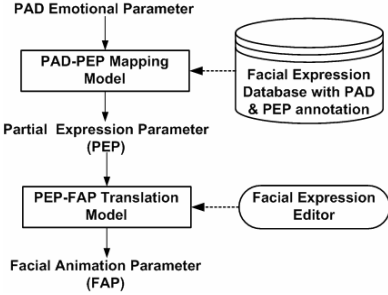 PAD Emotional Parameter
PAD-PEP Mapping
Model
Facial Expression
Database with PAD
& PEP annotation
Partial Expression Parameter
(PEP)
PEP-FAP Translation
Model
Facial Expression
Editor
Facial Animation Parameter
(FAP)